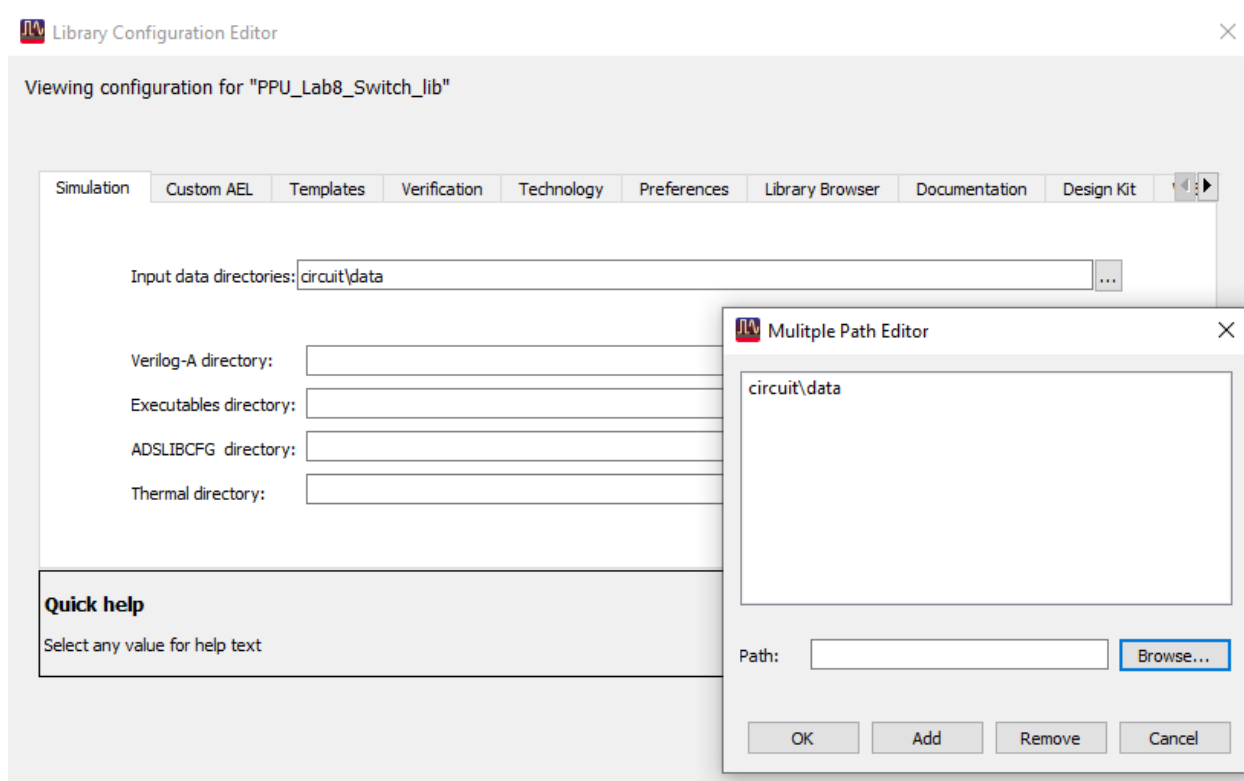 Library Configuration Editor
Viewing configuration for "PPU_Lab8_Switch_lib"
Simulation Custom AEL Templates Verification Technology Preferences Library Browser Documentation Design Kit
Input data directories: circuit\data ...
Verilog-A directory:
Executables directory:
ADSLIBCFG directory:
Thermal directory:
Quick help
Select any value for help text
Mulitple Path Editor
circuit\data
Path: Browse...
OK Add Remove Cancel